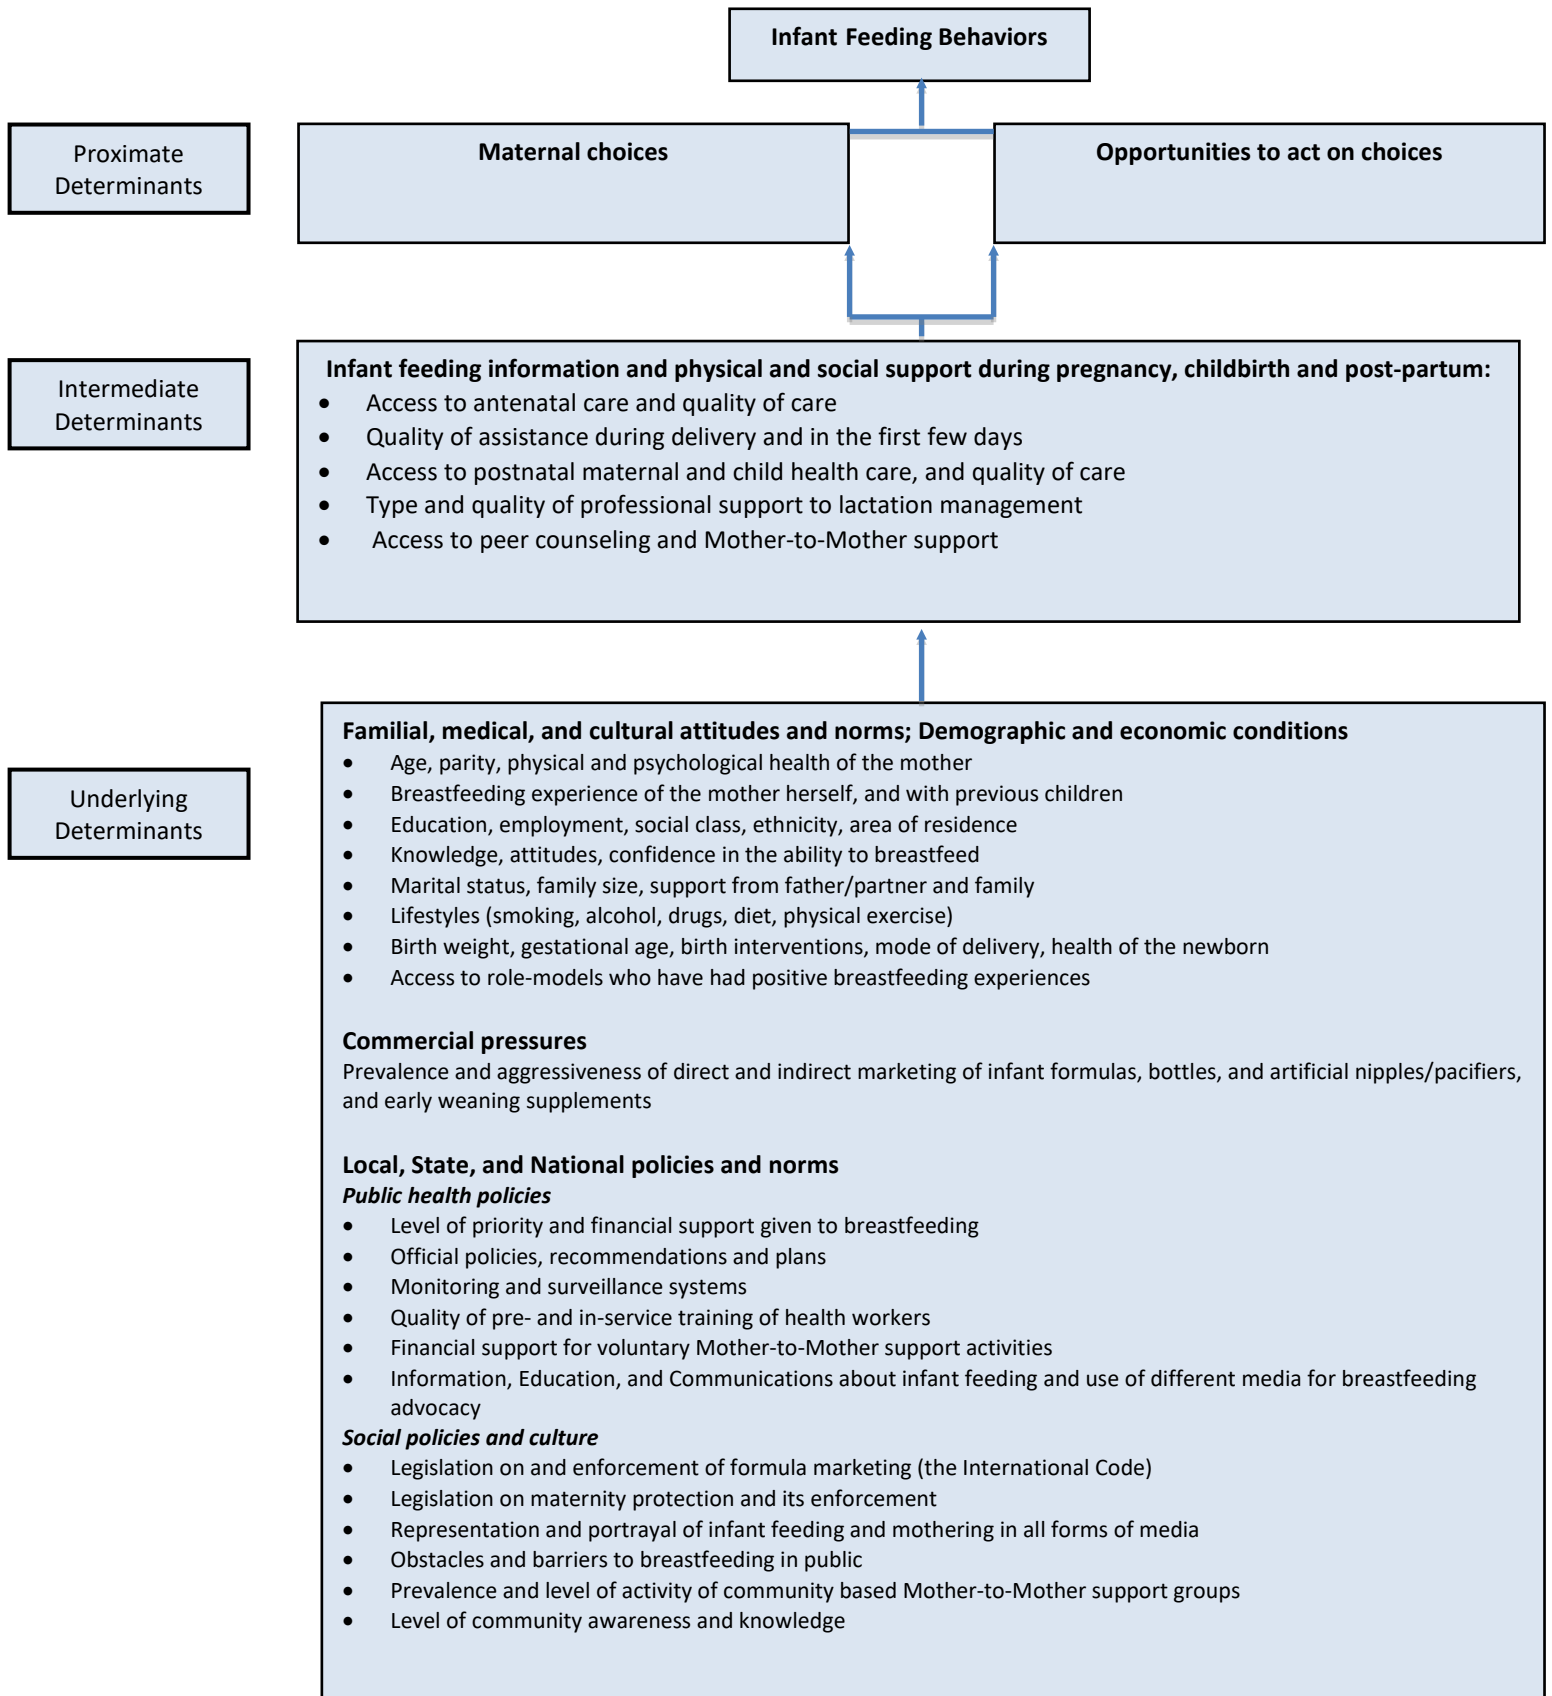 Infant Feeding Behaviors
Proximate
Determinants
Maternal choices
Opportunities to act on choices
Intermediate
Determinants
Infant feeding information and physical and social support during pregnancy, childbirth and post-partum:
• Access to antenatal care and quality of care
• Quality of assistance during delivery and in the first few days
• Access to postnatal maternal and child health care, and quality of care
• Type and quality of professional support to lactation management
• Access to peer counseling and Mother-to-Mother support
Underlying
Determinants
Familial, medical, and cultural attitudes and norms; Demographic and economic conditions
• Age, parity, physical and psychological health of the mother
• Breastfeeding experience of the mother herself, and with previous children
• Education, employment, social class, ethnicity, area of residence
• Knowledge, attitudes, confidence in the ability to breastfeed
• Marital status, family size, support from father/partner and family
• Lifestyles (smoking, alcohol, drugs, diet, physical exercise)
• Birth weight, gestational age, birth interventions, mode of delivery, health of the newborn
• Access to role-models who have had positive breastfeeding experiences
Commercial pressures
Prevalence and aggressiveness of direct and indirect marketing of infant formulas, bottles, and artificial nipples/pacifiers,
and early weaning supplements
Local, State, and National policies and norms
Public health policies
• Level of priority and financial support given to breastfeeding
• Official policies, recommendations and plans
• Monitoring and surveillance systems
• Quality of pre- and in-service training of health workers
• Financial support for voluntary Mother-to-Mother support activities
• Information, Education, and Communications about infant feeding and use of different media for breastfeeding
advocacy
Social policies and culture
• Legislation on and enforcement of formula marketing (the International Code)
• Legislation on maternity protection and its enforcement
• Representation and portrayal of infant feeding and mothering in all forms of media
• Obstacles and barriers to breastfeeding in public
• Prevalence and level of activity of community based Mother-to-Mother support groups
• Level of community awareness and knowledge